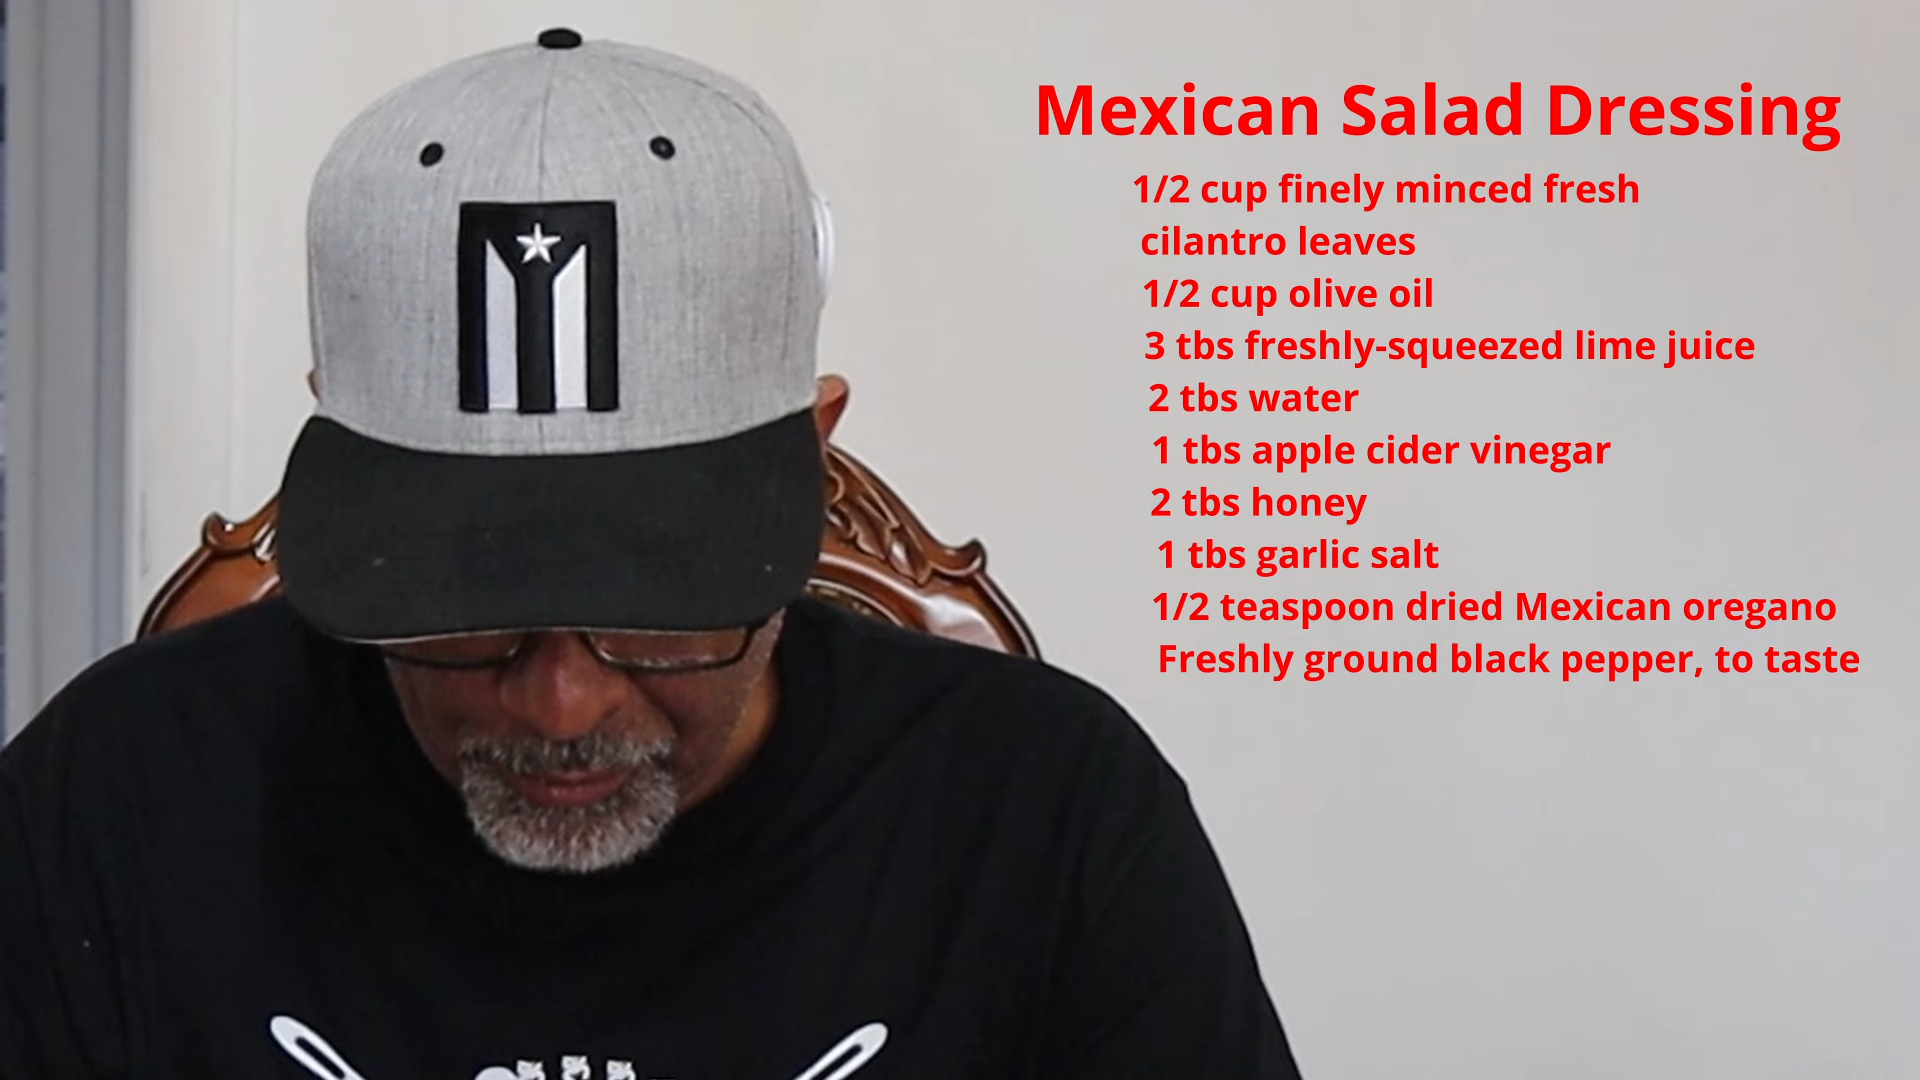 Mexican Salad Dressing
1/2 cup finely minced fresh
cilantro leaves
1/2 cup olive oil
3 tbs freshly-squeezed lime juice
2 tbs water
1 tbs apple cider vinegar
2 tbs honey
1 tbs garlic salt
1/2 teaspoon dried Mexican oregano
Freshly ground black pepper, to taste